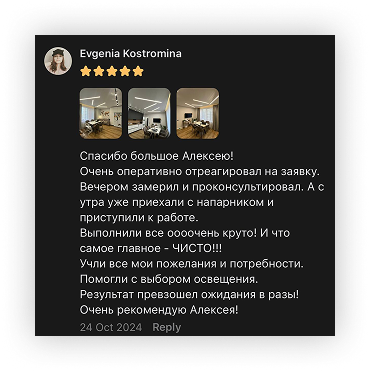 Evgenia Kostromina
Спасибо большое Алексею!
Очень оперативно отреагировал на заявку.
Вечером замерил и проконсультировал. А с
утра уже приехали с напарником и
приступили к работе.
Выполнили все оооочень круто! И что
самое главное - ЧИСТО!!!
Учли все мои пожелания и потребности.
Помогли с выбором освещения.
Результат превзошел ожидания в разы!
Очень рекомендую Алексея!
24 Oct 2024 Reply